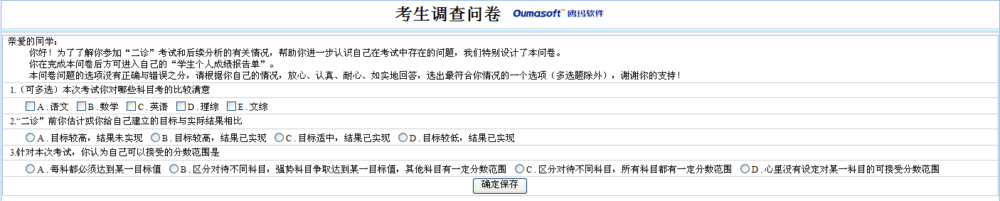 考生调查问卷 Oumasoft™ 鸥玛软件
亲爱的同学：
你好！为了了解你参加“二诊”考试和后续分析的有关情况，帮助你进一步认识自己在考试中存在的问题，我们特别设计了本问卷。
你在完成本问卷后方可进入自己的“学生个人成绩报告单”。
本问卷问题的选项没有正确与错误之分，请根据你自己的情况，放心、认真、耐心、如实地回答，选出最符合你情况的一个选项（多选题除外），谢谢你的支持！
1.（可多选）本次考试你对哪些科目考的比较满意
A.语文 B.数学 C.英语 D.理综 E.文综
2.“二诊”前你估计或你给自己建立的目标与实际结果相比
A.目标较高，结果未实现 B.目标较高，结果已实现 C.目标适中，结果已实现 D.目标较低，结果已实现
3.针对本次考试，你认为自己可以接受的分数范围是
A.每科都必须达到某一目标值 B.区分对待不同科目，强势科目争取达到某一目标值，其他科目有一定分数范围 C.区分对待不同科目，所有科目都有一定分数范围 D.心里没有设定对某一科目的可接受分数范围
确定保存